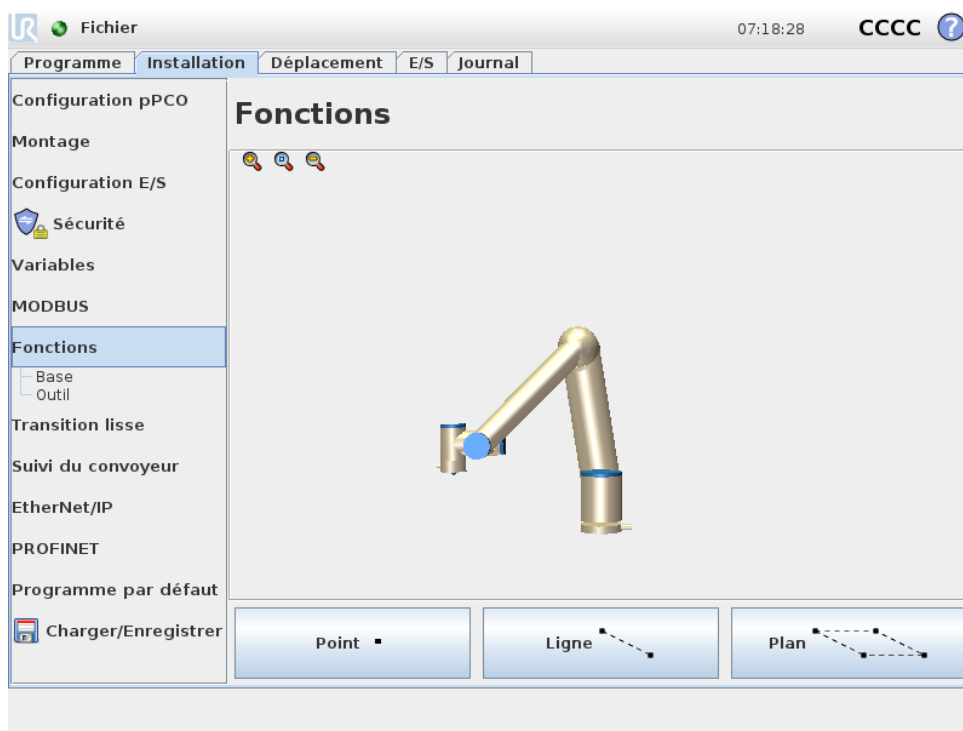 UR Fichier 07:18:28 CCCC ?
Programme Installation Déplacement E/S Journal
Configuration pPCO
Montage
Configuration E/S
Sécurité
Variables
MODBUS
Fonctions
Base
Outil
Transition lisse
Suivi du convoyeur
EtherNet/IP
PROFINET
Programme par défaut
Charger/Enregistrer
Fonctions
Point
Ligne
Plan